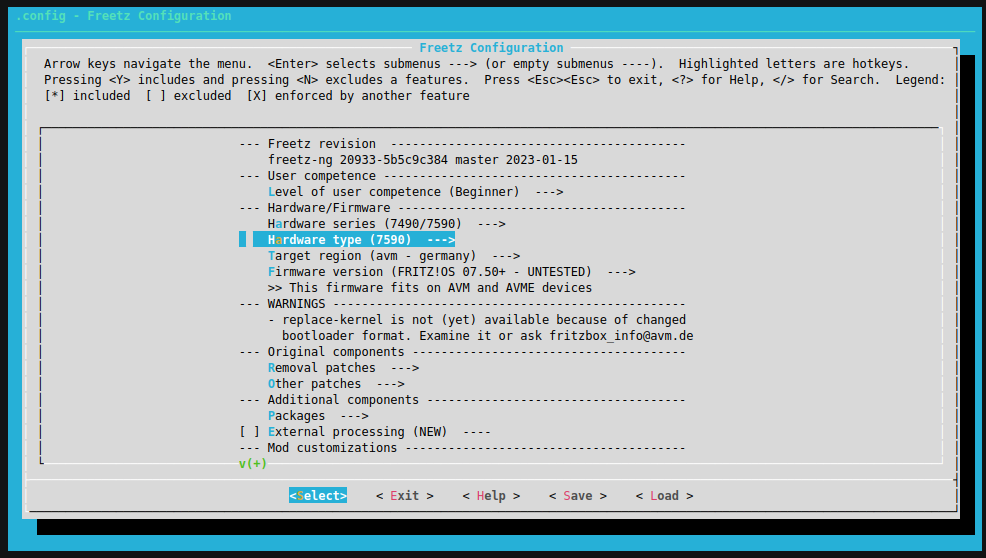 .config - Freetz Configuration
Freetz Configuration
Arrow keys navigate the menu.  <Enter> selects submenus ---> (or empty submenus ----).  Highlighted letters are hotkeys.
Pressing <Y> includes and pressing <N> excludes a features.  Press <Esc><Esc> to exit, <?> for Help, </> for Search.  Legend:
[*] included  [ ] excluded  [X] enforced by another feature
--- Freetz revision  -----------------------------------------
    freetz-ng 20933-5b5c9c384 master 2023-01-15
--- User competence ------------------------------------------
    Level of user competence (Beginner)  --->
--- Hardware/Firmware ----------------------------------------
    Hardware series (7490/7590)  --->
    Hardware type (7590)  --->
    Target region (avm - germany)  --->
    Firmware version (FRITZ!OS 07.50+ - UNTESTED)  --->
    >> This firmware fits on AVM and AVME devices
--- WARNINGS -------------------------------------------------
    - replace-kernel is not (yet) available because of changed
      bootloader format. Examine it or ask fritzbox_info@avm.de
--- Original components --------------------------------------
    Removal patches  --->
    Other patches  --->
--- Additional components ------------------------------------
    Packages  --->
[ ] External processing (NEW)  ----
--- Mod customizations ---------------------------------------
v(+)
<Select>    < Exit >    < Help >    < Save >    < Load >